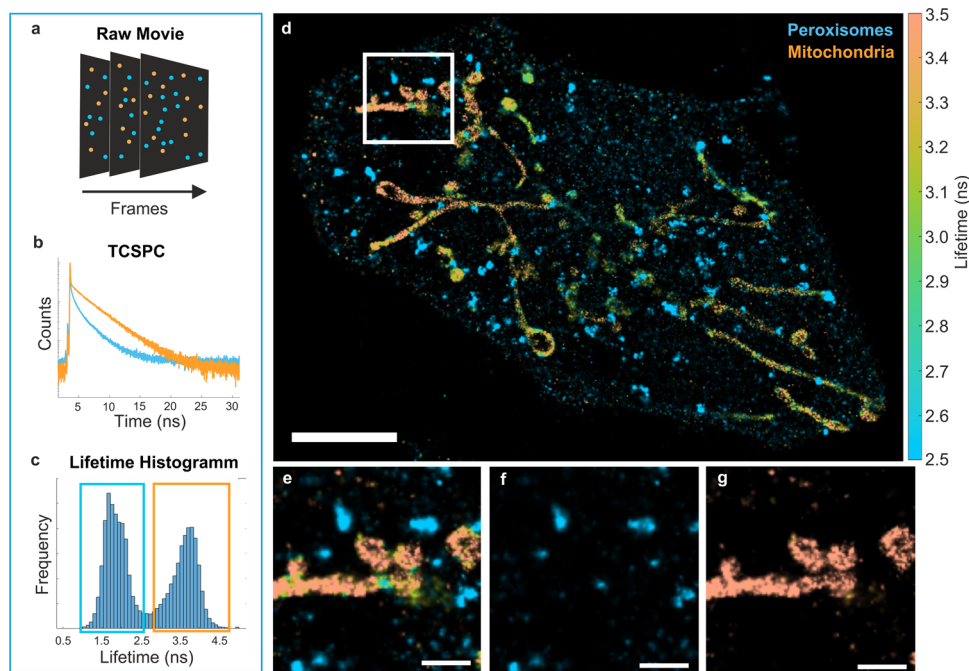 a
Raw Movie
Frames
b
TCSPC
Counts
5
10
15
20
25
30
Time (ns)
c
Lifetime Histogramm
Frequency
0.5
1.5
2.5
3.5
4.5
Lifetime (ns)
d
Peroxisomes
Mitochondria
3.5
3.4
3.3
3.2
3.1
3.0
2.9
2.8
2.7
2.6
2.5
Lifetime (ns)
e
f
g